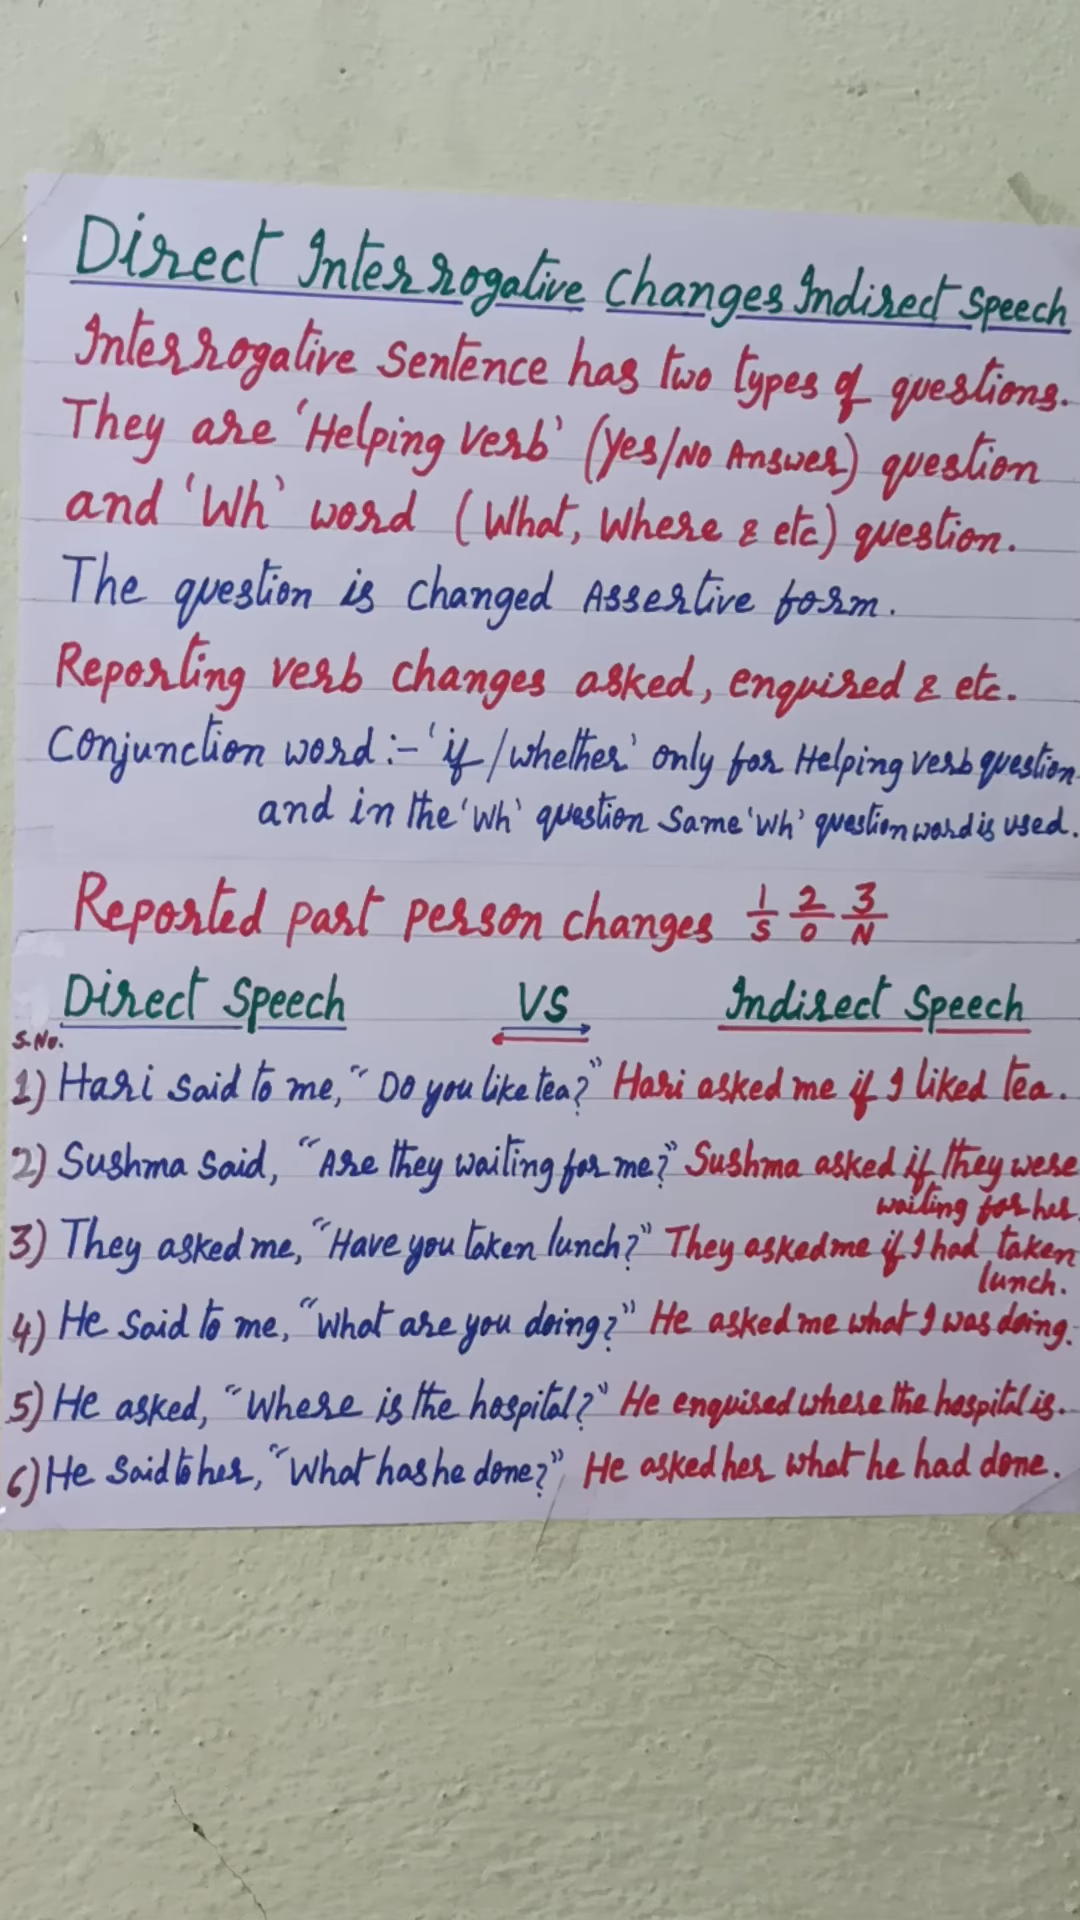 Direct Interrogative Changes Indirect Speech
Interrogative Sentence has two types of questions.
They are 'Helping Verb' (Yes/No Answer) question
and 'Wh' word (What, Where & etc) question.
The question is changed Assertive form.
Reporting verb changes asked, enquired & etc.
Conjunction word :- 'if/whether' only for Helping verb question
and in the 'Wh' question Same 'Wh' question word is used.
Reported part person changes 1/S 2/O 3/N
Direct Speech VS Indirect Speech
S.No.
1) Hari said to me, "Do you like tea?" Hari asked me if I liked tea.
2) Sushma said, "Are they waiting for me?" Sushma asked if they were
waiting for her.
3) They asked me, "Have you taken lunch?" They asked me if I had taken
lunch.
4) He said to me, "What are you doing?" He asked me what I was doing.
5) He asked, "Where is the hospital?" He enquired where the hospital is.
6) He said to her, "What has he done?" He asked her what he had done.